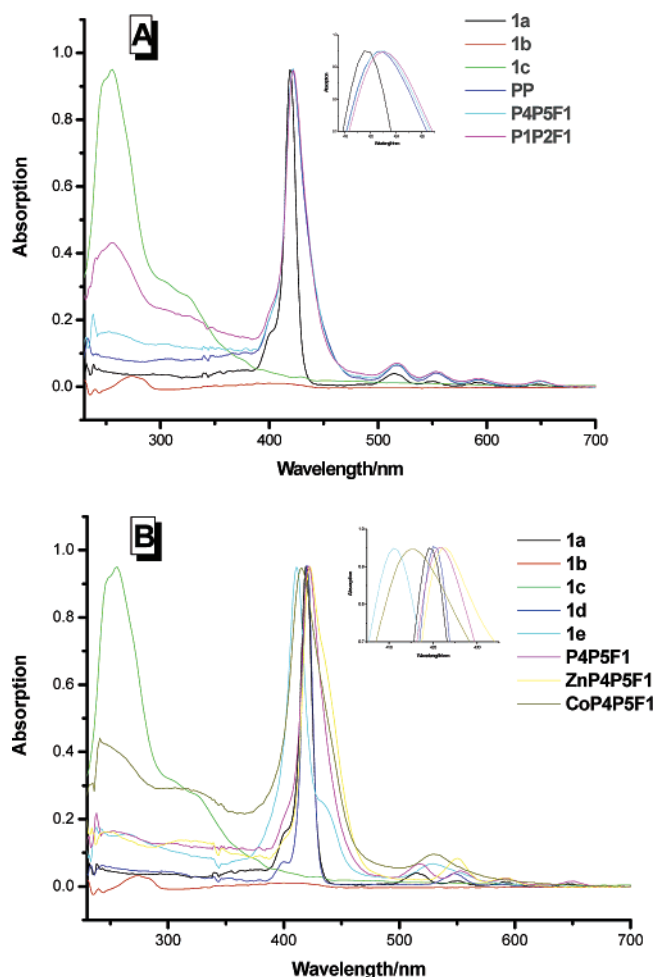 A
1a
1b
1c
PP
P4P5F1
P1P2F1
1.0
0.8
0.6
0.4
0.2
0.0
Absorption
300
400
500
600
700
Wavelength/nm
B
1a
1b
1c
1d
1e
P4P5F1
ZnP4P5F1
CoP4P5F1
1.0
0.8
0.6
0.4
0.2
0.0
Absorption
300
400
500
600
700
Wavelength/nm